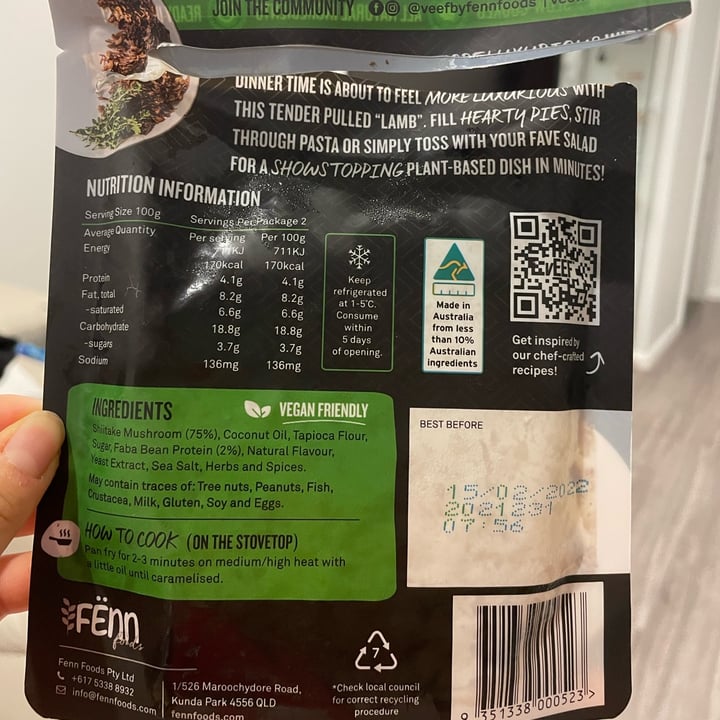 JOIN THE COMMUNITY @veefbyfennfoods
DINNER TIME IS ABOUT TO FEEL MORE LUXURIOUS WITH
THIS TENDER PULLED “LAMB”. FILL HEARTY PIES, STIR
THROUGH PASTA OR SIMPLY TOSS WITH YOUR FAVE SALAD
FOR A SHOWSTOPPING PLANT-BASED DISH IN MINUTES!
NUTRITION INFORMATION
Serving Size 100g Servings Per Package 2
Average Quantity Per serving Per 100g
Energy 711KJ 711KJ
170kcal 170kcal
Protein 4.1g 4.1g
Fat, total 8.2g 8.2g
-saturated 6.6g 6.6g
Carbohydrate 18.8g 18.8g
-sugars 3.7g 3.7g
Sodium 136mg 136mg
Keep
refrigerated
at 1-5°C.
Consume
within
5 days
of opening.
Made in
Australia
from less
than 10%
Australian
ingredients
VEEF
Get inspired by
our chef-crafted
recipes!
INGREDIENTS
VEGAN FRIENDLY
Shiitake Mushroom (75%), Coconut Oil, Tapioca Flour,
Sugar, Faba Bean Protein (2%), Natural Flavour,
Yeast Extract, Sea Salt, Herbs and Spices.
May contain traces of: Tree nuts, Peanuts, Fish,
Crustacea, Milk, Gluten, Soy and Eggs.
HOW TO COOK (ON THE STOVETOP)
Pan fry for 2-3 minutes on medium/high heat with
a little oil until caramelised.
BEST BEFORE
15/02/2022
2021231
07:56
FËNN
foods
Fenn Foods Pty Ltd
+617 5338 8932
info@fennfoods.com
1/526 Maroochydore Road,
Kunda Park 4556 QLD
fennfoods.com
7
*Check local council
for correct recycling
procedure
9 351338 000523 >